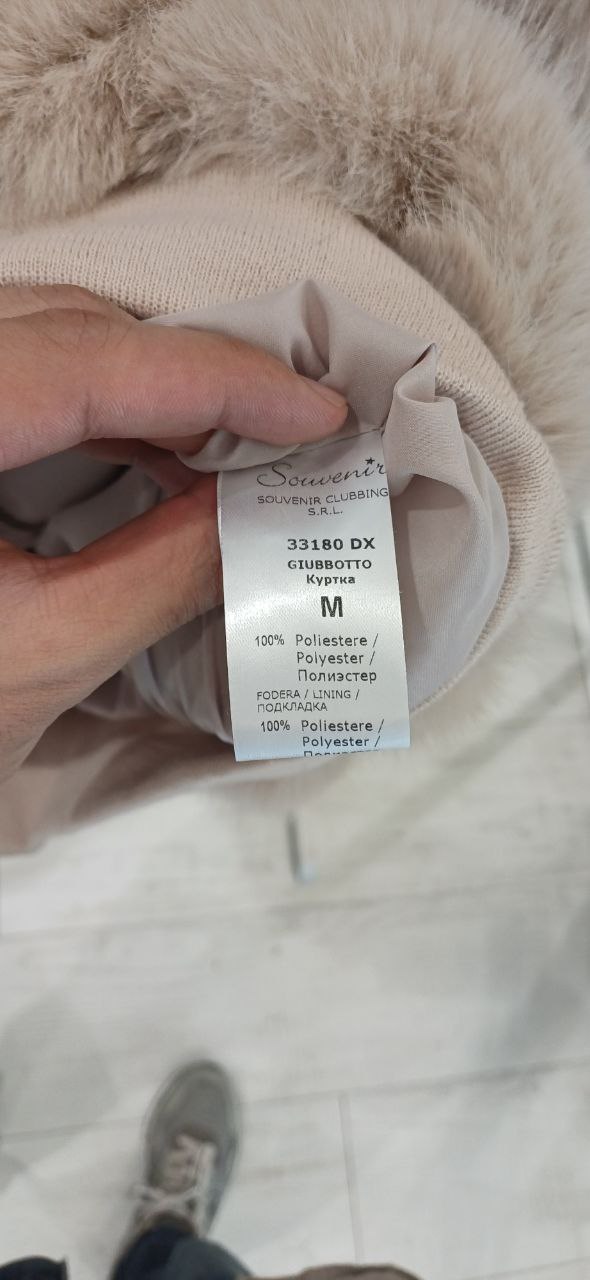 Souvenir
SOUVENIR CLUBBING
S.R.L.
33180 DX
GIUBBOTTO
Куртка
M
100% Poliestere /
Polyester /
Полиэстер
FODERA / LINING /
ПОДКЛАДКА
100% Poliestere /
Polyester /